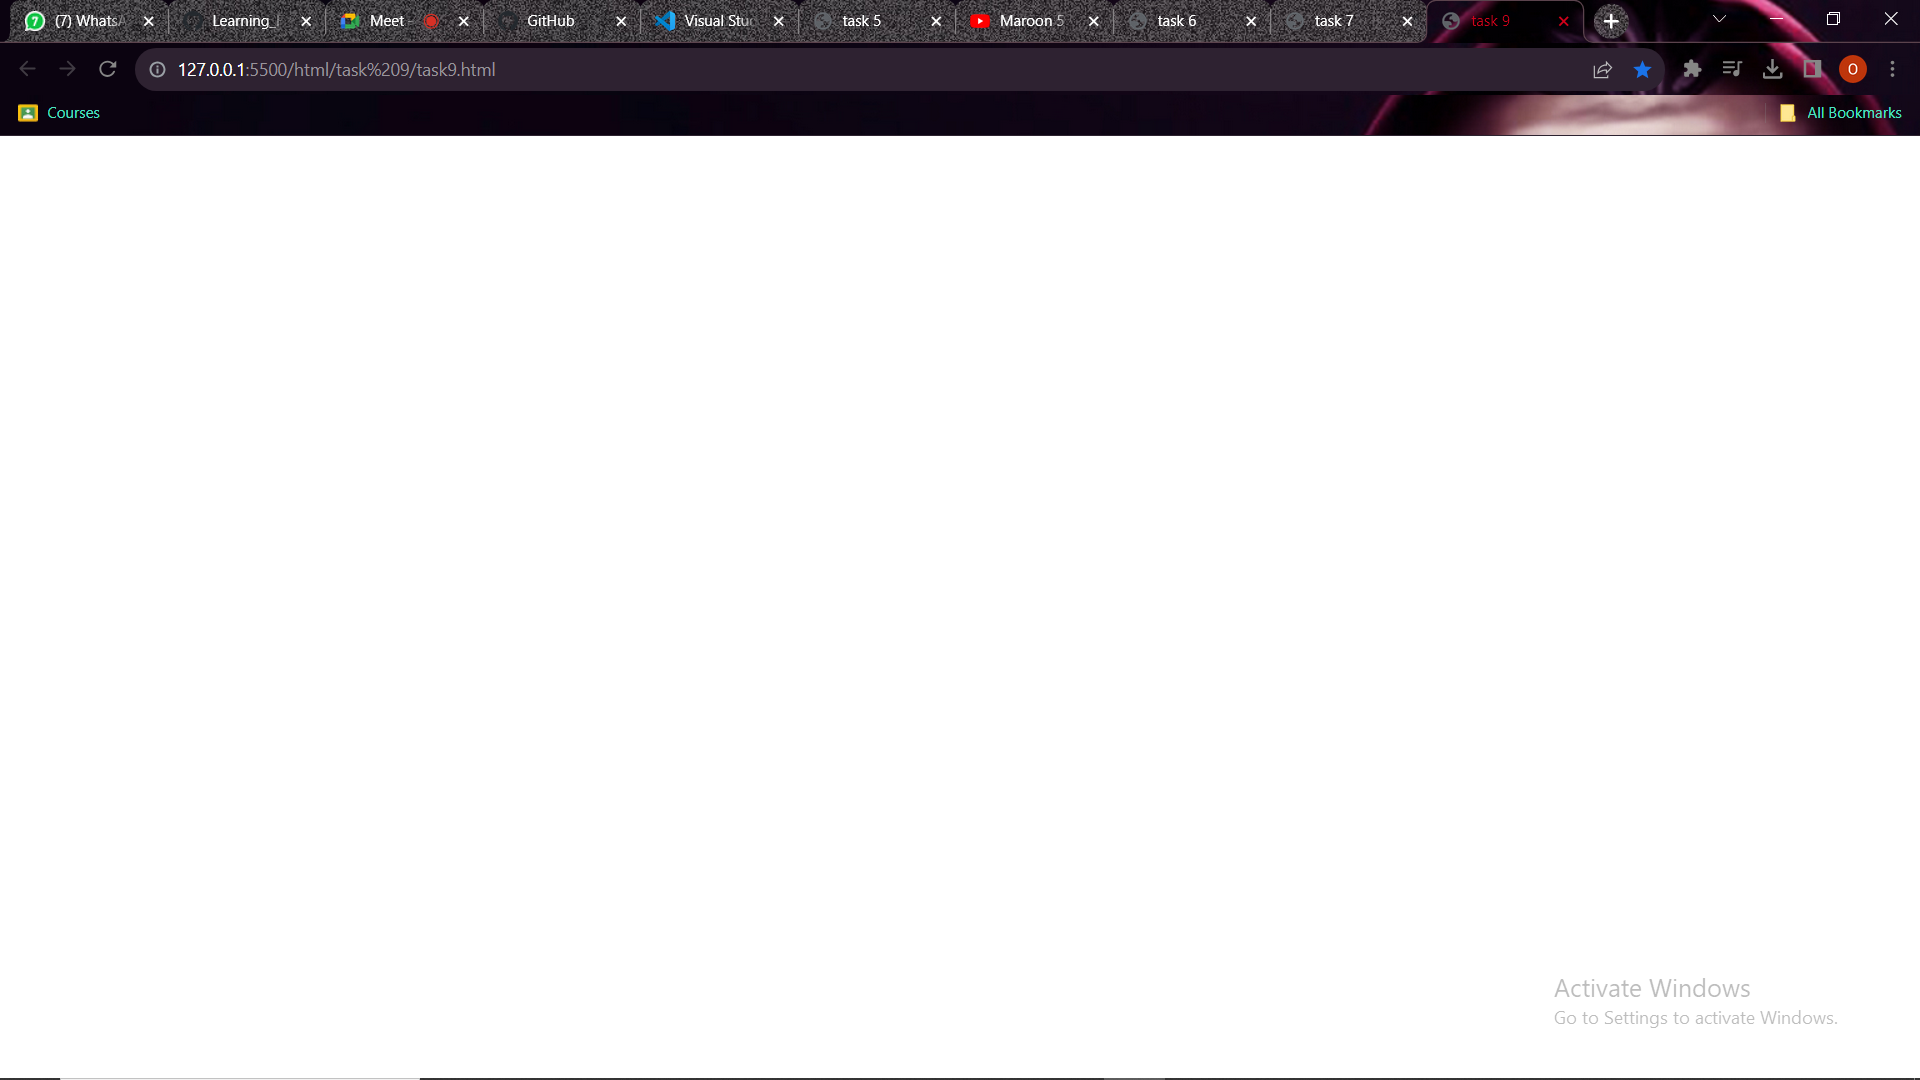 (7) WhatsA
Learning_
Meet -
GitHub
Visual Stud
task 5
Maroon 5
task 6
task 7
task 9
127.0.0.1:5500/html/task%209/task9.html
O
Courses
All Bookmarks
Activate Windows
Go to Settings to activate Windows.